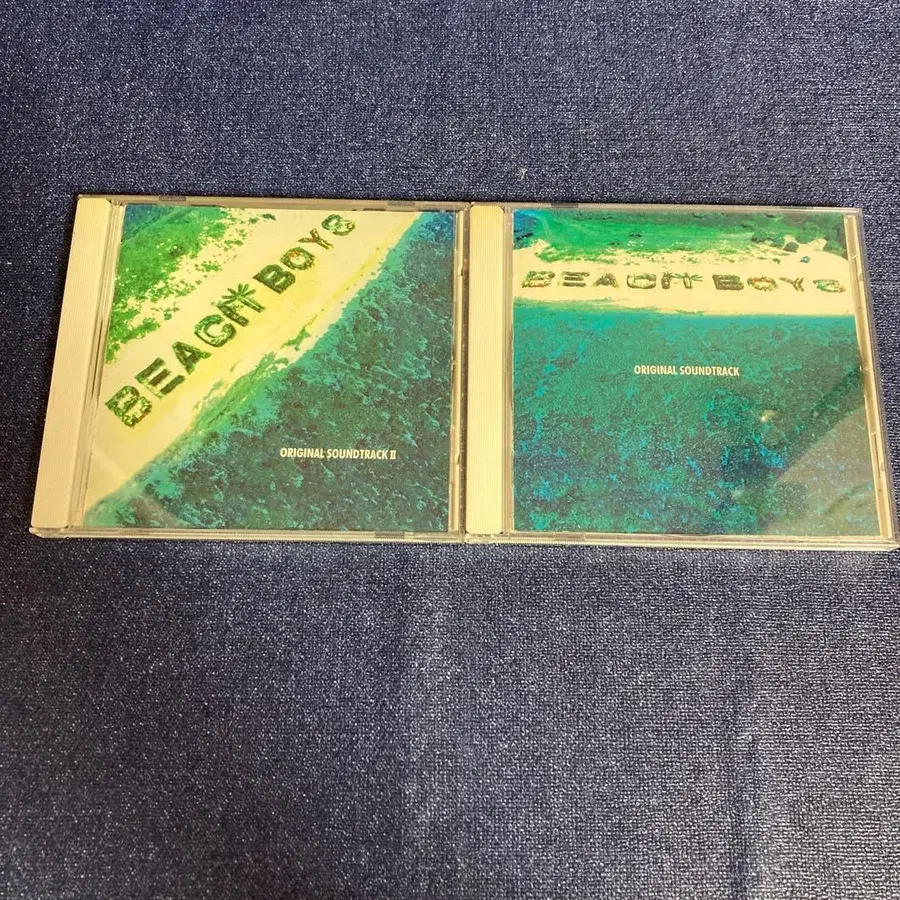 BEACH BOYS
ORIGINAL SOUNDTRACK II
BEACH BOYS
ORIGINAL SOUNDTRACK